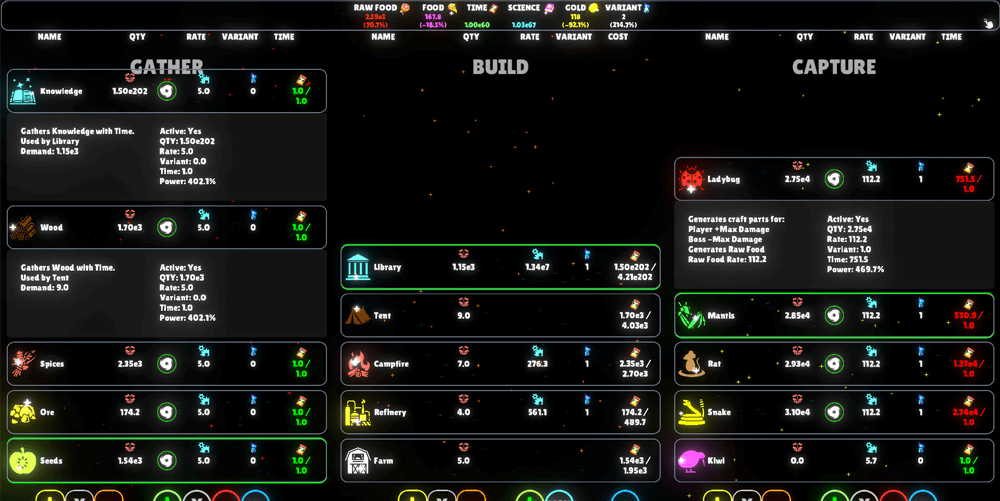 RAW FOOD FOOD TIME SCIENCE GOLD VARIANT
2.59e3 167.8 118 2
(70.7%) (-18.5%) 1.00e60 1.03e67 (-92.1%) (214.7%)
NAME QTY RATE VARIANT TIME
GATHER
Knowledge 1.50e202 5.0 0 1.0 /
1.0
Gathers Knowledge with Time.
Used by Library
Demand: 1.15e3
Active: Yes
QTY: 1.50e202
Rate: 5.0
Variant: 0.0
Time: 1.0
Power: 402.1%
Wood 1.70e3 5.0 0 1.0 /
1.0
Gathers Wood with Time.
Used by Tent
Demand: 9.0
Active: Yes
QTY: 1.70e3
Rate: 5.0
Variant: 0.0
Time: 1.0
Power: 402.1%
Spices 2.35e3 5.0 0 1.0 /
1.0
Ore 174.2 5.0 0 1.0 /
1.0
Seeds 1.54e3 5.0 0 1.0 /
1.0
NAME QTY RATE VARIANT COST
BUILD
Library 1.15e3 1.34e7 1 1.50e202 /
4.21e202
Tent 9.0 1.70e3 /
4.03e3
Campfire 7.0 276.3 1 2.35e3 /
2.70e3
Refinery 4.0 561.1 1 174.2 /
489.7
Farm 5.0 1.54e3 /
1.95e3
NAME QTY RATE VARIANT TIME
CAPTURE
Ladybug 2.75e4 112.2 1 751.5 /
1.0
Generates craft parts for:
Player +Max Damage
Boss -Max Damage
Generates Raw Food
Raw Food Rate: 112.2
Active: Yes
QTY: 2.75e4
Rate: 112.2
Variant: 1.0
Time: 751.5
Power: 469.7%
Mantis 2.85e4 112.2 1 530.9 /
1.0
Rat 2.93e4 112.2 1 1.37e4 /
1.0
Snake 3.10e4 112.2 1 2.74e4 /
1.0
Kiwi 0.0 5.7 0 1.0 /
1.0